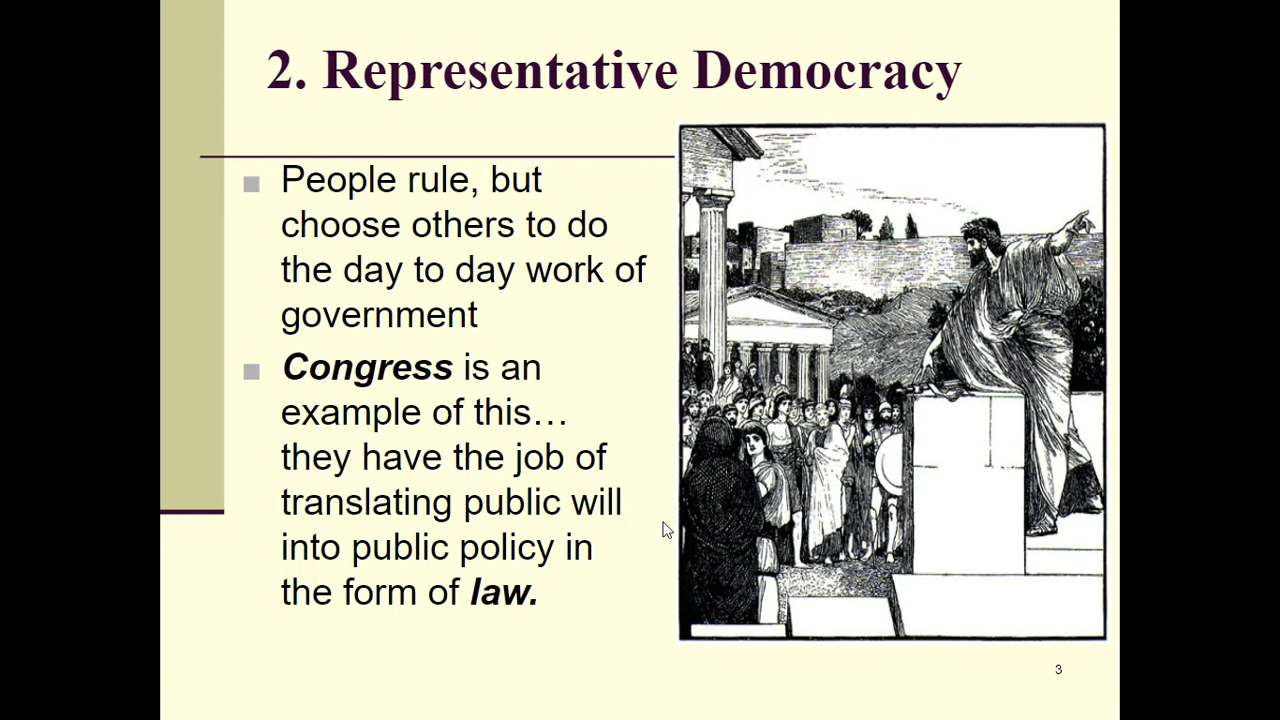 2. Representative Democracy
People rule, but
choose others to do
the day to day work of
government
Congress is an
example of this…
they have the job of
translating public will
into public policy in
the form of law.
3